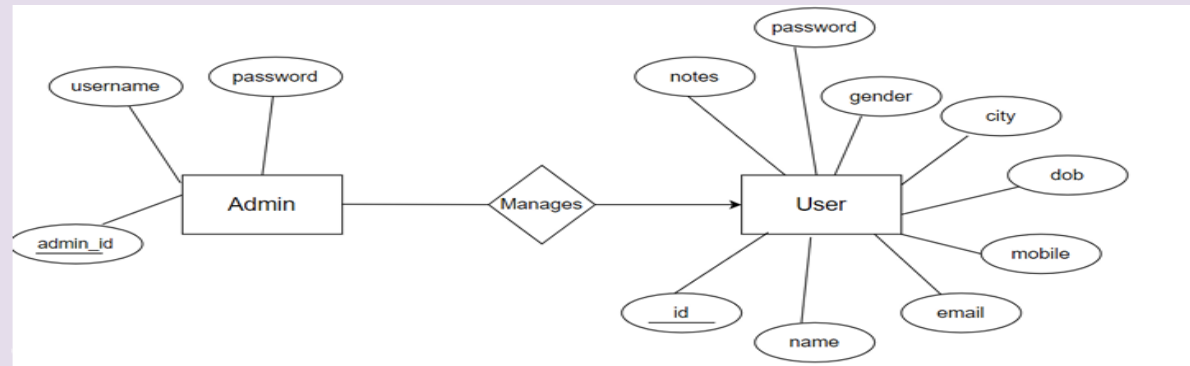 password
notes
username
password
gender
city
dob
Admin
Manages
User
admin_id
mobile
id
email
name